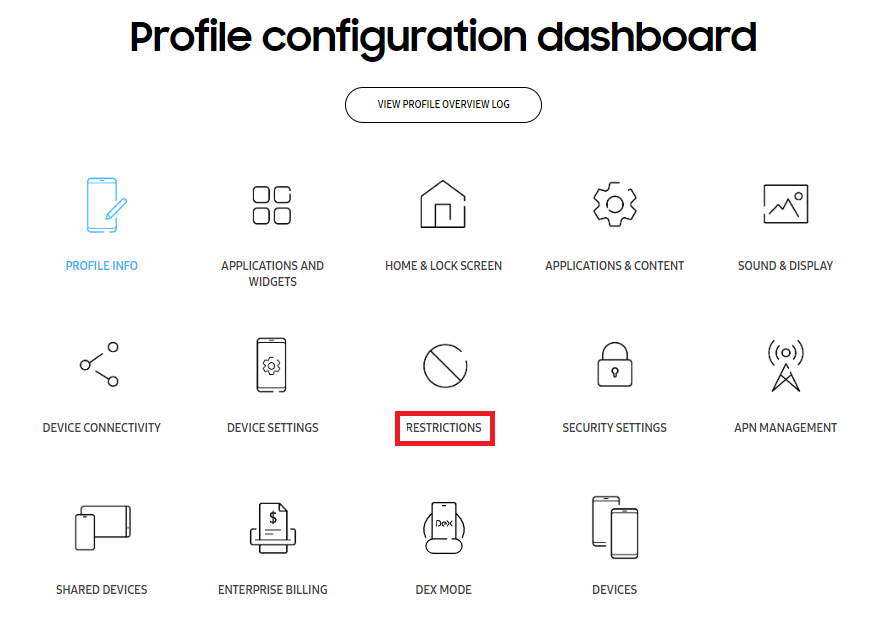 Profile configuration dashboard
VIEW PROFILE OVERVIEW LOG
PROFILE INFO
APPLICATIONS AND
WIDGETS
HOME & LOCK SCREEN
APPLICATIONS & CONTENT
SOUND & DISPLAY
DEVICE CONNECTIVITY
DEVICE SETTINGS
RESTRICTIONS
SECURITY SETTINGS
APN MANAGEMENT
$
DeX
SHARED DEVICES
ENTERPRISE BILLING
DEX MODE
DEVICES